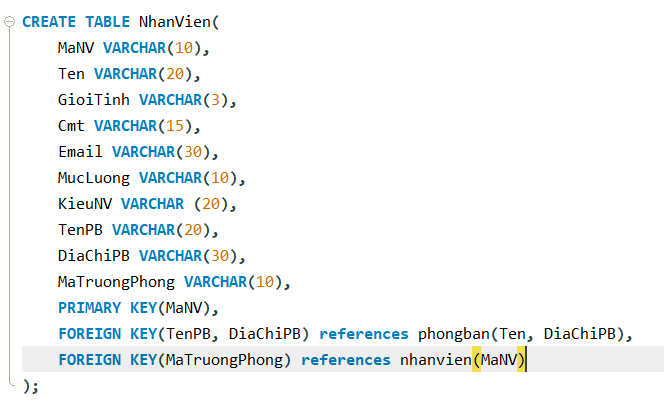 CREATE TABLE NhanVien(
MaNV VARCHAR(10),
Ten VARCHAR(20),
GioiTinh VARCHAR(3),
Cmt VARCHAR(15),
Email VARCHAR(30),
MucLuong VARCHAR(10),
KieuNV VARCHAR (20),
TenPB VARCHAR(20),
DiaChiPB VARCHAR(30),
MaTruongPhong VARCHAR(10),
PRIMARY KEY(MaNV),
FOREIGN KEY(TenPB, DiaChiPB) references phongban(Ten, DiaChiPB),
FOREIGN KEY(MaTruongPhong) references nhanvien(MaNV)
);